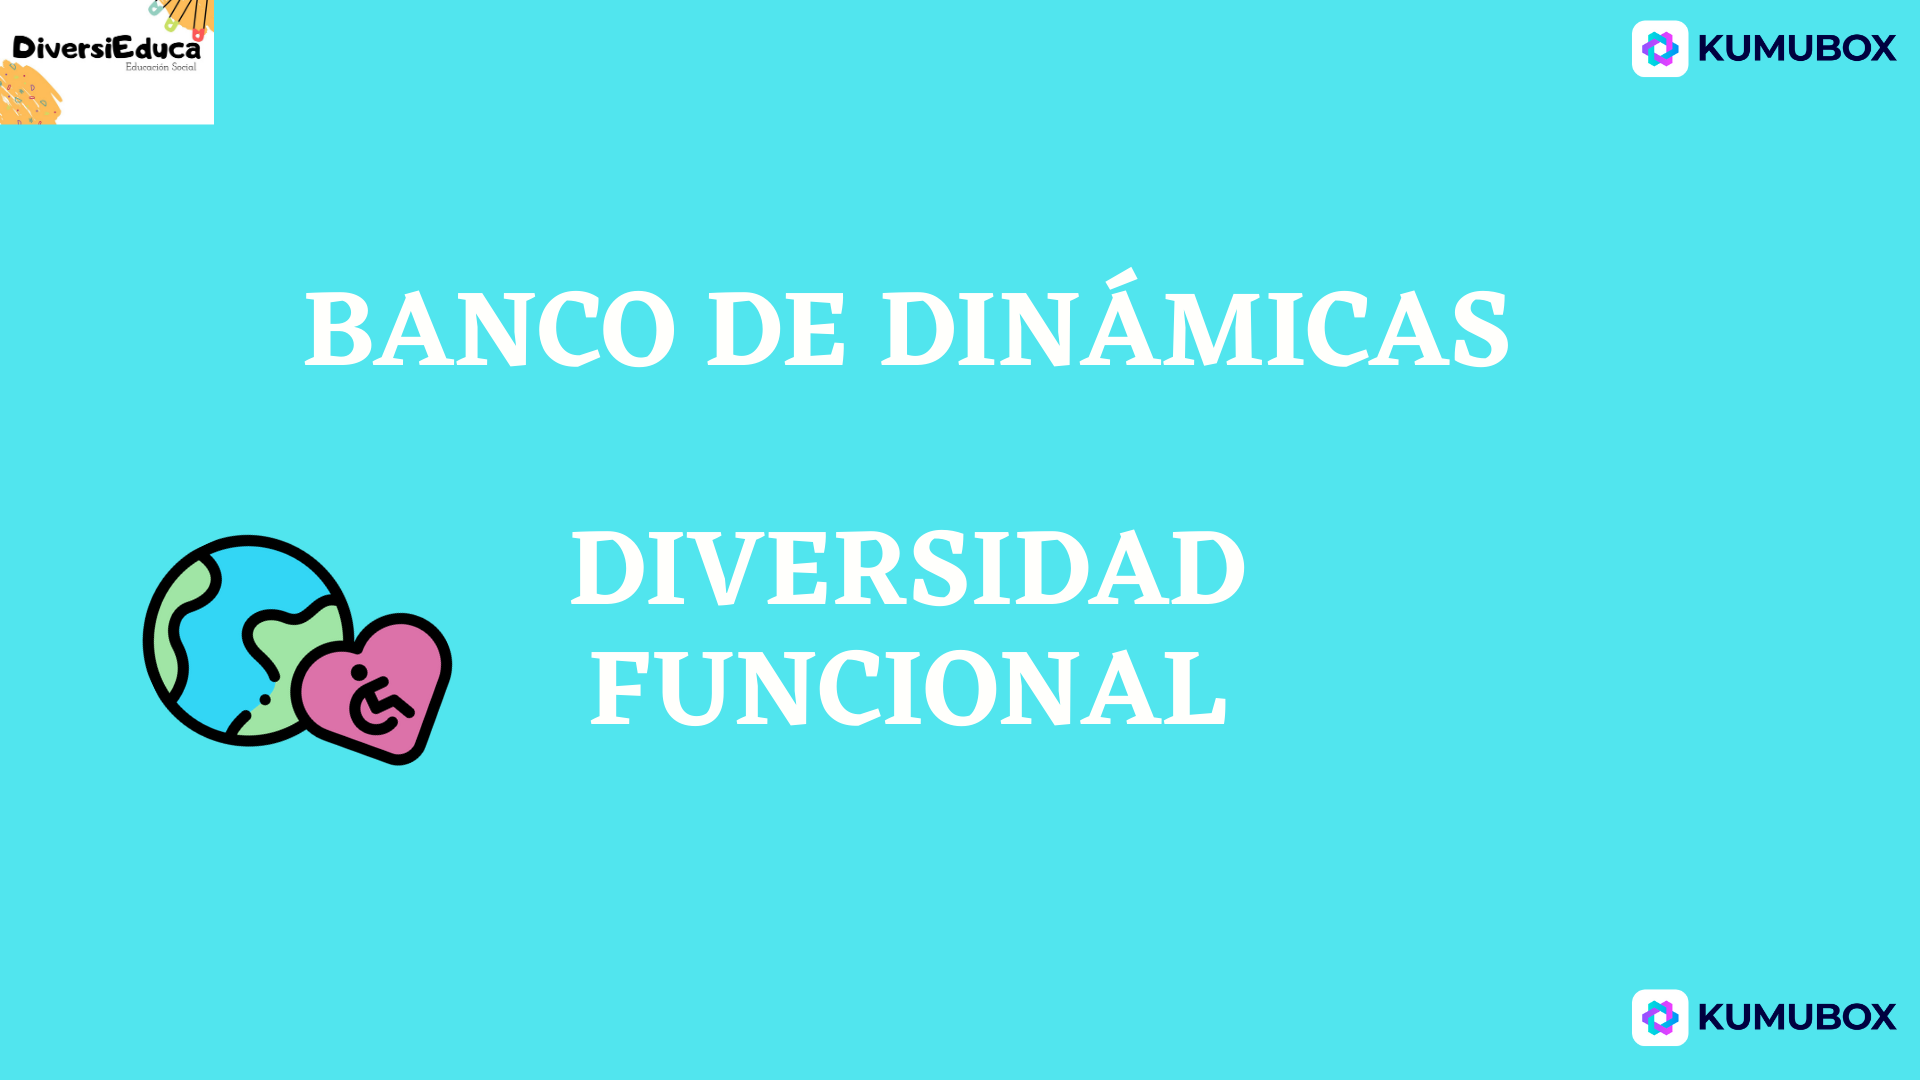 DiversiEduca
Educación Social
KUMUBOX
BANCO DE DINÁMICAS
DIVERSIDAD
FUNCIONAL
KUMUBOX